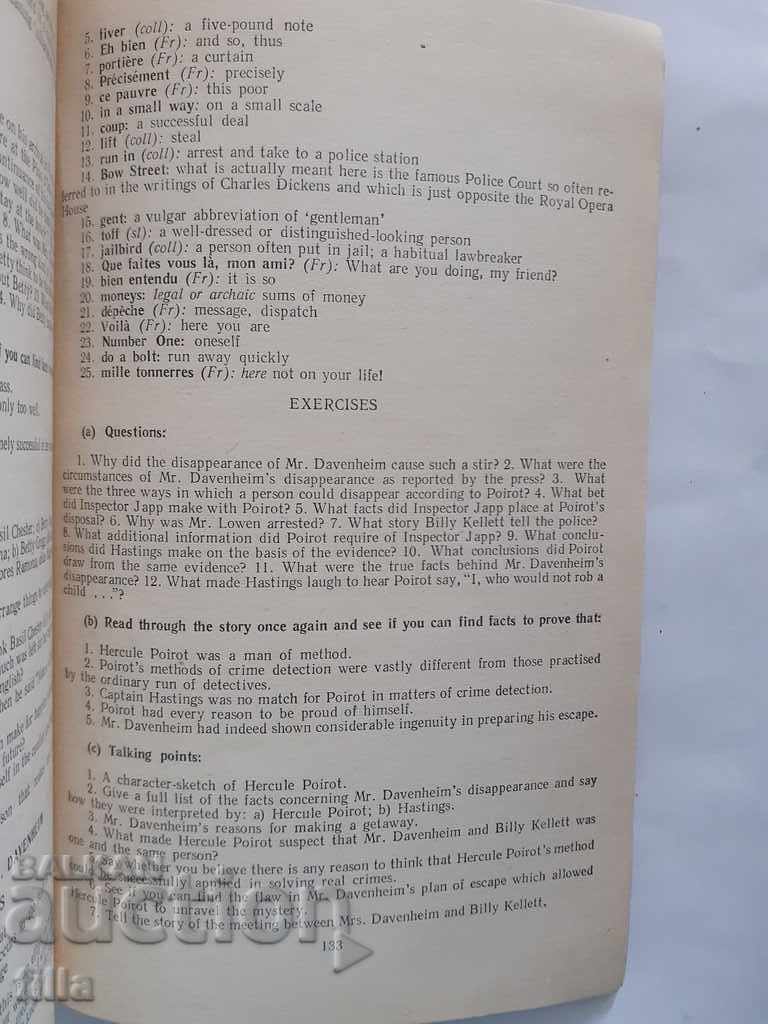 5. fiver (coll): a five-pound note
6. Eh bien (Fr): and so, thus
7. portière (Fr): a curtain
8. Précisément (Fr): precisely
9. ce pauvre (Fr): this poor
10. in a small way: on a small scale
11. coup: a successful deal
12. lift (coll): steal
13. run in (coll): arrest and take to a police station
14. Bow Street: what is actually meant here is the famous Police Court so often re-
ferred to in the writings of Charles Dickens and which is just opposite the Royal Opera
House
15. gent: a vulgar abbreviation of 'gentleman'
16. toff (sl): a well-dressed or distinguished-looking person
17. jailbird (coll): a person often put in jail; a habitual lawbreaker
18. Que faites vous là, mon ami? (Fr): What are you doing, my friend?
19. bien entendu (Fr): it is so
20. moneys: legal or archaic sums of money
21. dépèche (Fr): message, dispatch
22. Voilà (Fr): here you are
23. Number One: oneself
24. do a bolt: run away quickly
25. mille tonnerres (Fr): here not on your life!
EXERCISES
(a) Questions:
1. Why did the disappearance of Mr. Davenheim cause such a stir? 2. What were the
circumstances of Mr. Davenheim's disappearance as reported by the press? 3. What
were the three ways in which a person could disappear according to Poirot? 4. What bet
did Inspector Japp make with Poirot? 5. What facts did Inspector Japp place at Poirot's
disposal? 6. Why was Mr. Lowen arrested? 7. What story Billy Kellett tell the police?
8. What additional information did Poirot require of Inspector Japp? 9. What conclu-
sions did Hastings make on the basis of the evidence? 10. What conclusions did Poirot
draw from the same evidence? 11. What were the true facts behind Mr. Davenheim's
disappearance? 12. What made Hastings laugh to hear Poirot say, "I, who would not rob a
child ..."?
(b) Read through the story once again and see if you can find facts to prove that:
1. Hercule Poirot was a man of method.
2. Poirot's methods of crime detection were vastly different from those practised
by the ordinary run of detectives.
3. Captain Hastings was no match for Poirot in matters of crime detection.
4. Poirot had every reason to be proud of himself.
5. Mr. Davenheim had indeed shown considerable ingenuity in preparing his escape.
(c) Talking points:
1. A character-sketch of Hercule Poirot.
2. Give a full list of the facts concerning Mr. Davenheim's disappearance and say
how they were interpreted by: a) Hercule Poirot; b) Hastings.
3. Mr. Davenheim's reasons for making a getaway.
4. What made Hercule Poirot suspect that Mr. Davenheim and Billy Kellett was
one and the same person?
5. Say whether you believe there is any reason to think that Hercule Poirot's method
could be successfully applied in solving real crimes.
6. See if you can find the flaw in Mr. Davenheim's plan of escape which allowed
Hercule Poirot to unravel the mystery.
7. Tell the story of the meeting between Mrs. Davenheim and Billy Kellett.
133
BALKAN
auction
filla